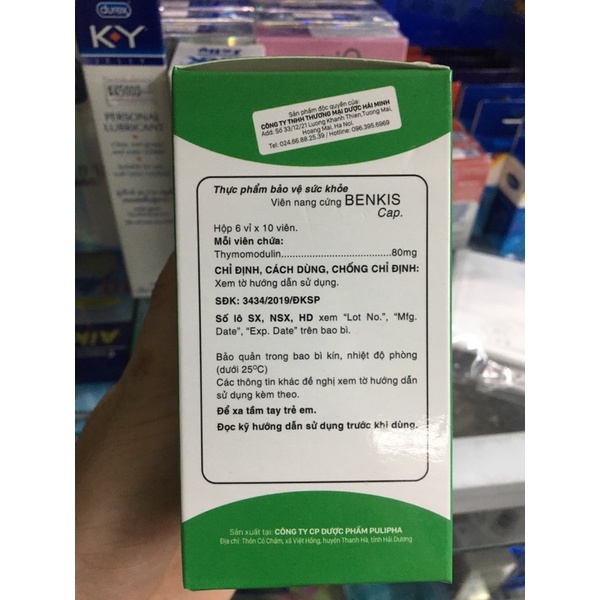 durex
K-Y
JELLY
PERSONAL
LUBRICANT
Sản phẩm độc quyền của:
CÔNG TY TNHH THƯƠNG MẠI DƯỢC HẢI MINH
Add: Số 33/12/21 Lương Khánh Thiện,Tương Mai,
Hoàng Mai, Hà Nội.
Tel: 024.66.88.25.39 / Hotline: 096.395.6969
Thực phẩm bảo vệ sức khỏe
Viên nang cứng BENKIS
Cap.
Hộp 6 vỉ x 10 viên.
Mỗi viên chứa:
Thymomodulin........................................80mg
CHỈ ĐỊNH, CÁCH DÙNG, CHỐNG CHỈ ĐỊNH:
Xem tờ hướng dẫn sử dụng.
SĐK: 3434/2019/ĐKSP
Số lô SX, NSX, HD xem “Lot No.”, “Mfg.
Date”, “Exp. Date” trên bao bì.
Bảo quản trong bao bì kín, nhiệt độ phòng
(dưới 25⁰C)
Các thông tin khác đề nghị xem tờ hướng dẫn
sử dụng kèm theo.
Để xa tầm tay trẻ em.
Đọc kỹ hướng dẫn sử dụng trước khi dùng.
Sản xuất tại: CÔNG TY CP DƯỢC PHẨM PULIPHA
Địa chỉ: Thôn Cổ Chẩm, xã Việt Hồng, huyện Thanh Hà, tỉnh Hải Dương